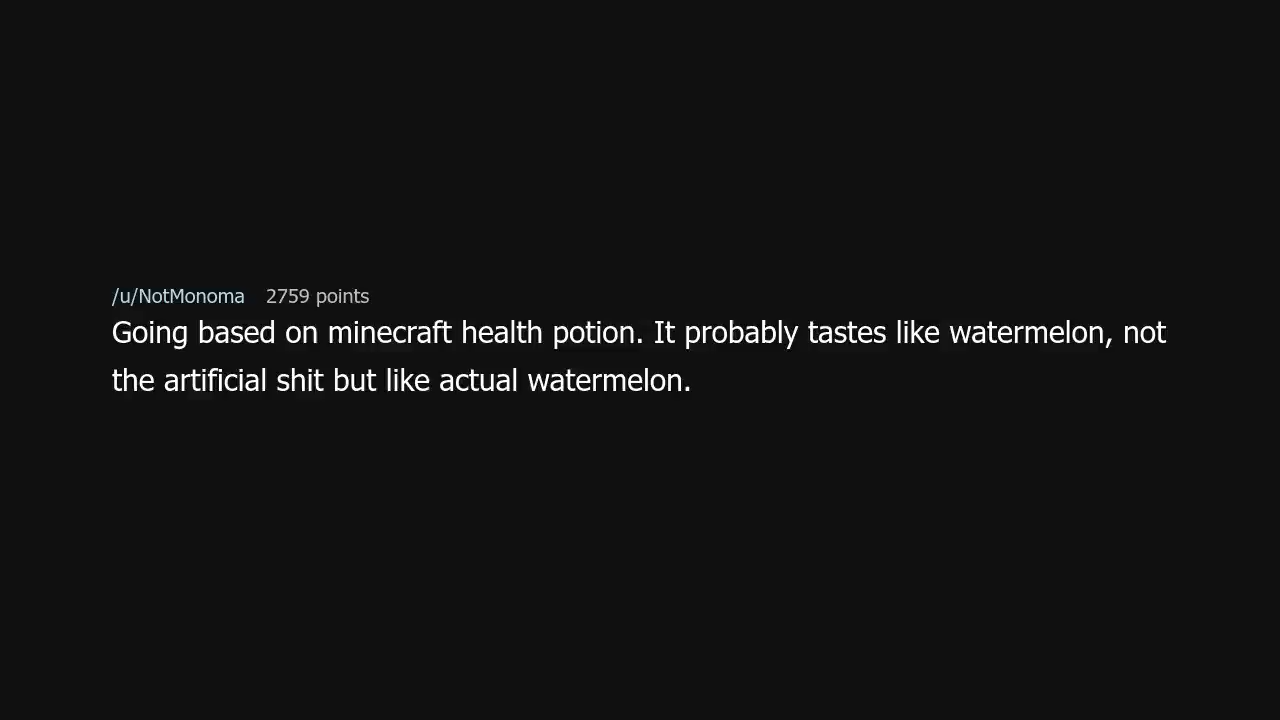 /u/NotMonoma 2759 points
Going based on minecraft health potion. It probably tastes like watermelon, not
the artificial shit but like actual watermelon.